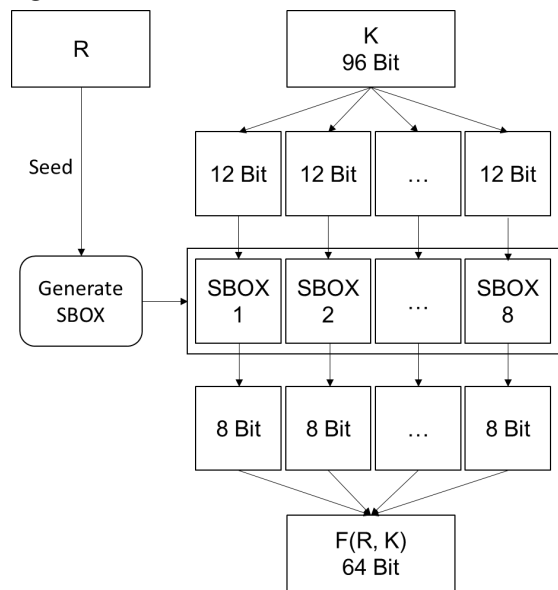 R
K
96 Bit
Seed
12 Bit
12 Bit
...
12 Bit
Generate
SBOX
SBOX
1
SBOX
2
...
SBOX
8
8 Bit
8 Bit
...
8 Bit
F(R, K)
64 Bit